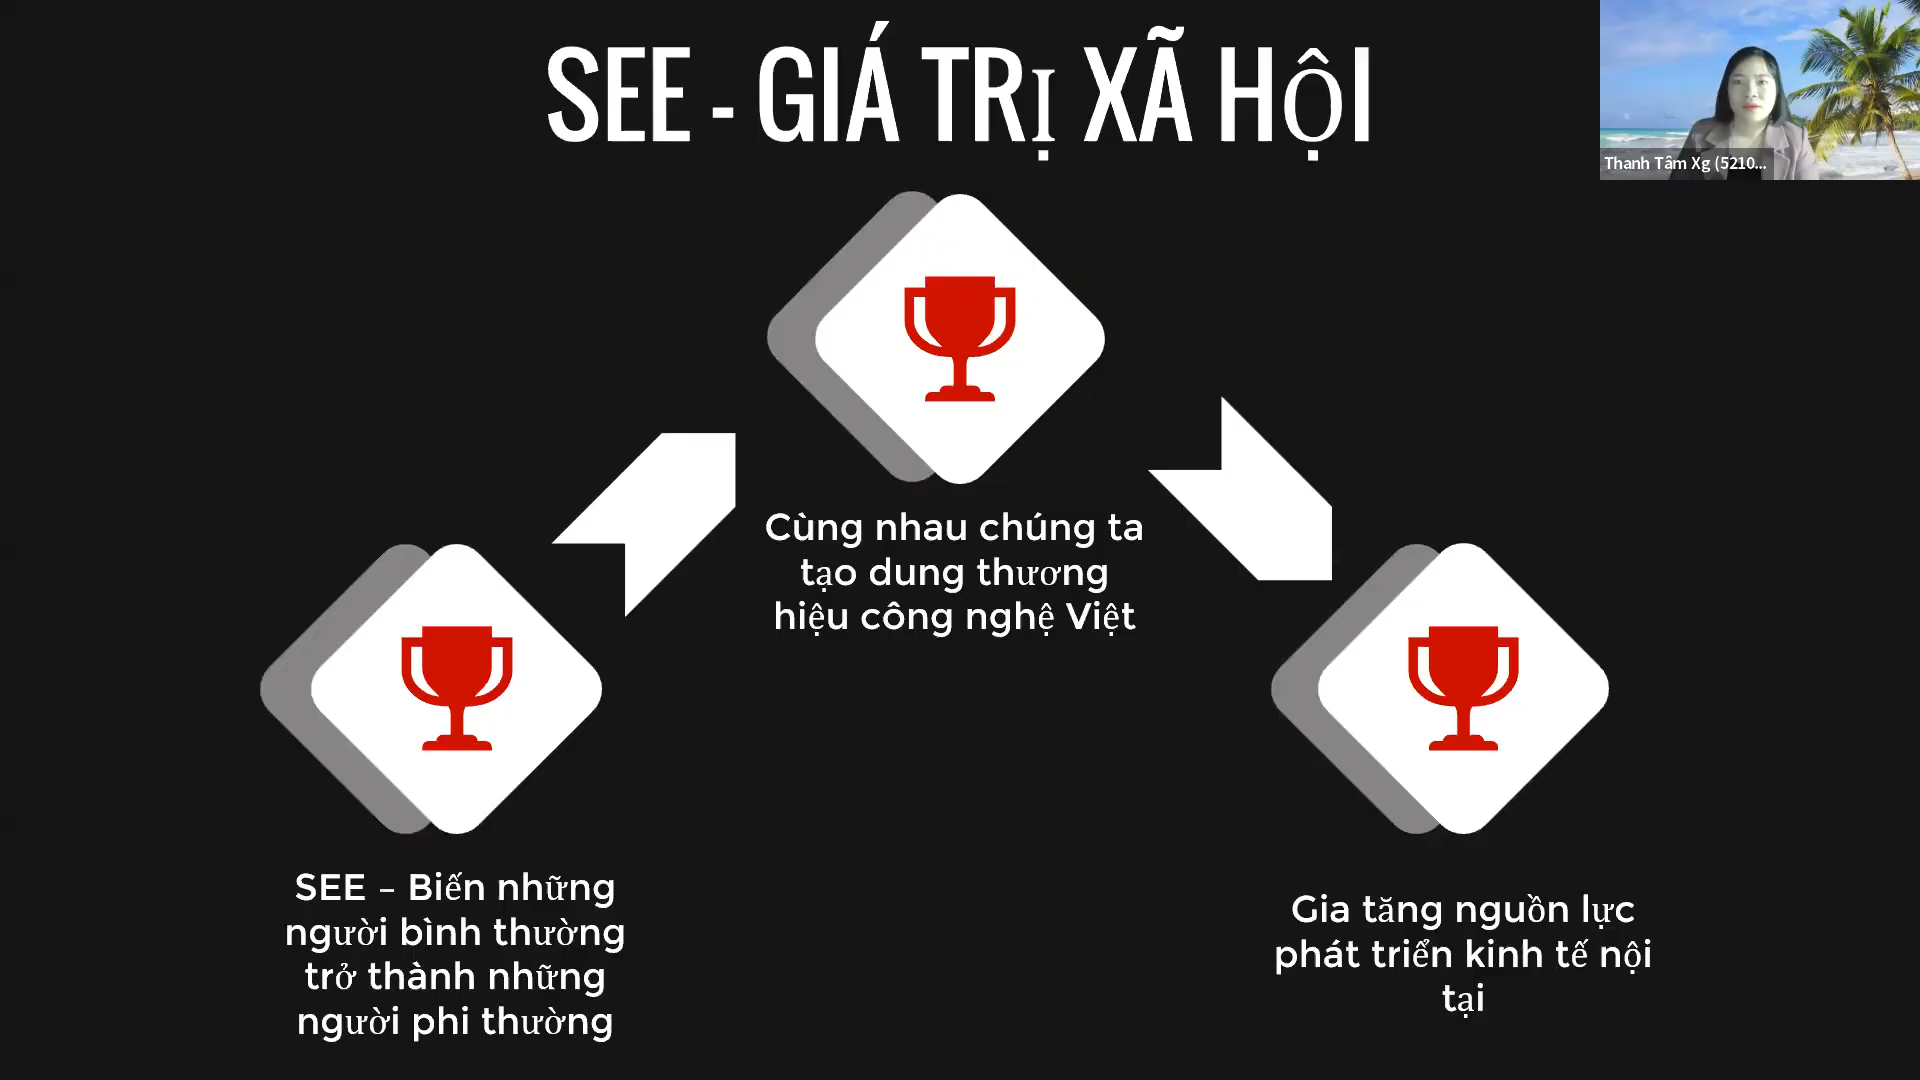 SEE - GIÁ TRỊ XÃ HỘI
Thanh Tâm Xg (5210...
Cùng nhau chúng ta
tạo dung thương
hiệu công nghệ Việt
SEE – Biến những
người bình thường
trở thành những
người phi thường
Gia tăng nguồn lực
phát triển kinh tế nội
tại